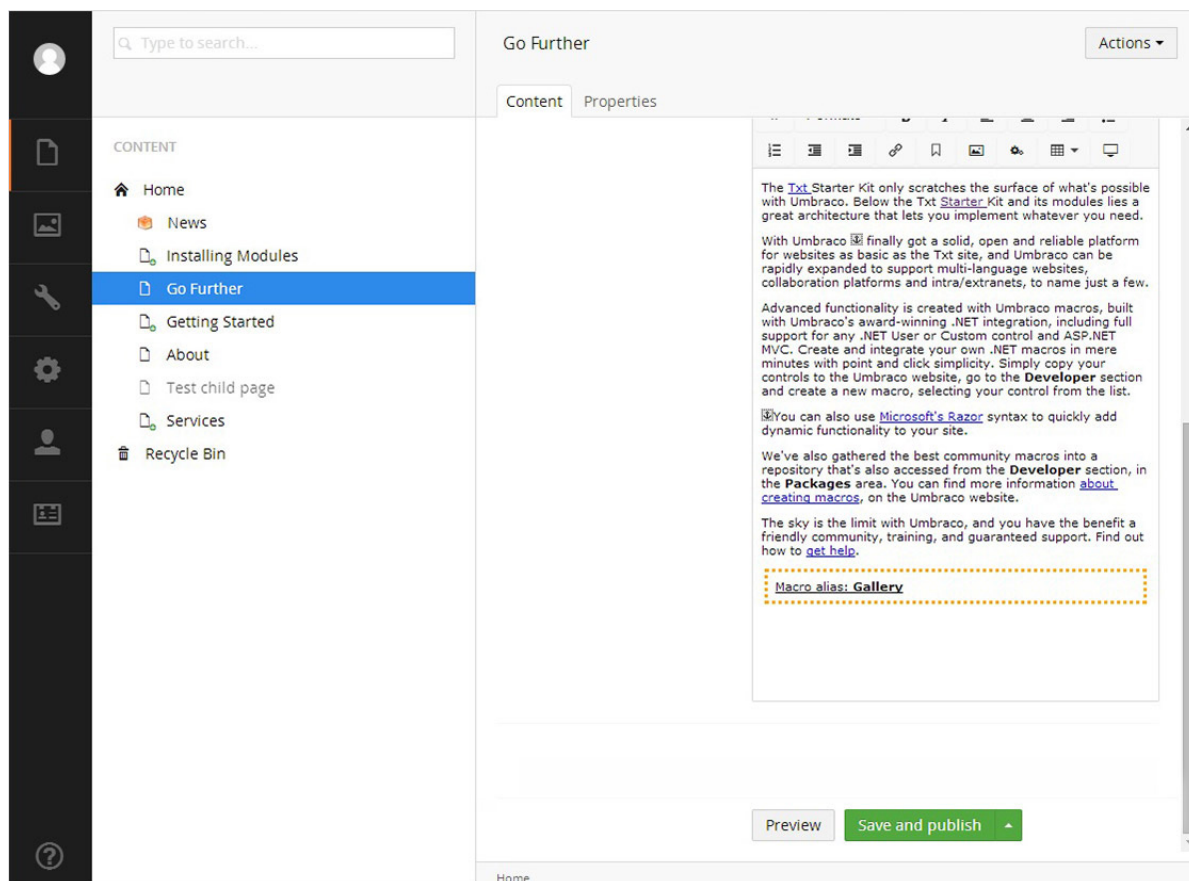 Type to search...
CONTENT
Home
News
Installing Modules
Go Further
Getting Started
About
Test child page
Services
Recycle Bin
Go Further
Actions
Content
Properties
The Txt Starter Kit only scratches the surface of what's possible
with Umbraco. Below the Txt Starter Kit and its modules lies a
great architecture that lets you implement whatever you need.
With Umbraco finally got a solid, open and reliable platform
for websites as basic as the Txt site, and Umbraco can be
rapidly expanded to support multi-language websites,
collaboration platforms and intra/extranets, to name just a few.
Advanced functionality is created with Umbraco macros, built
with Umbraco's award-winning .NET integration, including full
support for any .NET User or Custom control and ASP.NET
MVC. Create and integrate your own .NET macros in mere
minutes with point and click simplicity. Simply copy your
controls to the Umbraco website, go to the Developer section
and create a new macro, selecting your control from the list.
You can also use Microsoft's Razor syntax to quickly add
dynamic functionality to your site.
We've also gathered the best community macros into a
repository that's also accessed from the Developer section, in
the Packages area. You can find more information about
creating macros, on the Umbraco website.
The sky is the limit with Umbraco, and you have the benefit a
friendly community, training, and guaranteed support. Find out
how to get help.
Macro alias: Gallery
Preview
Save and publish
Home